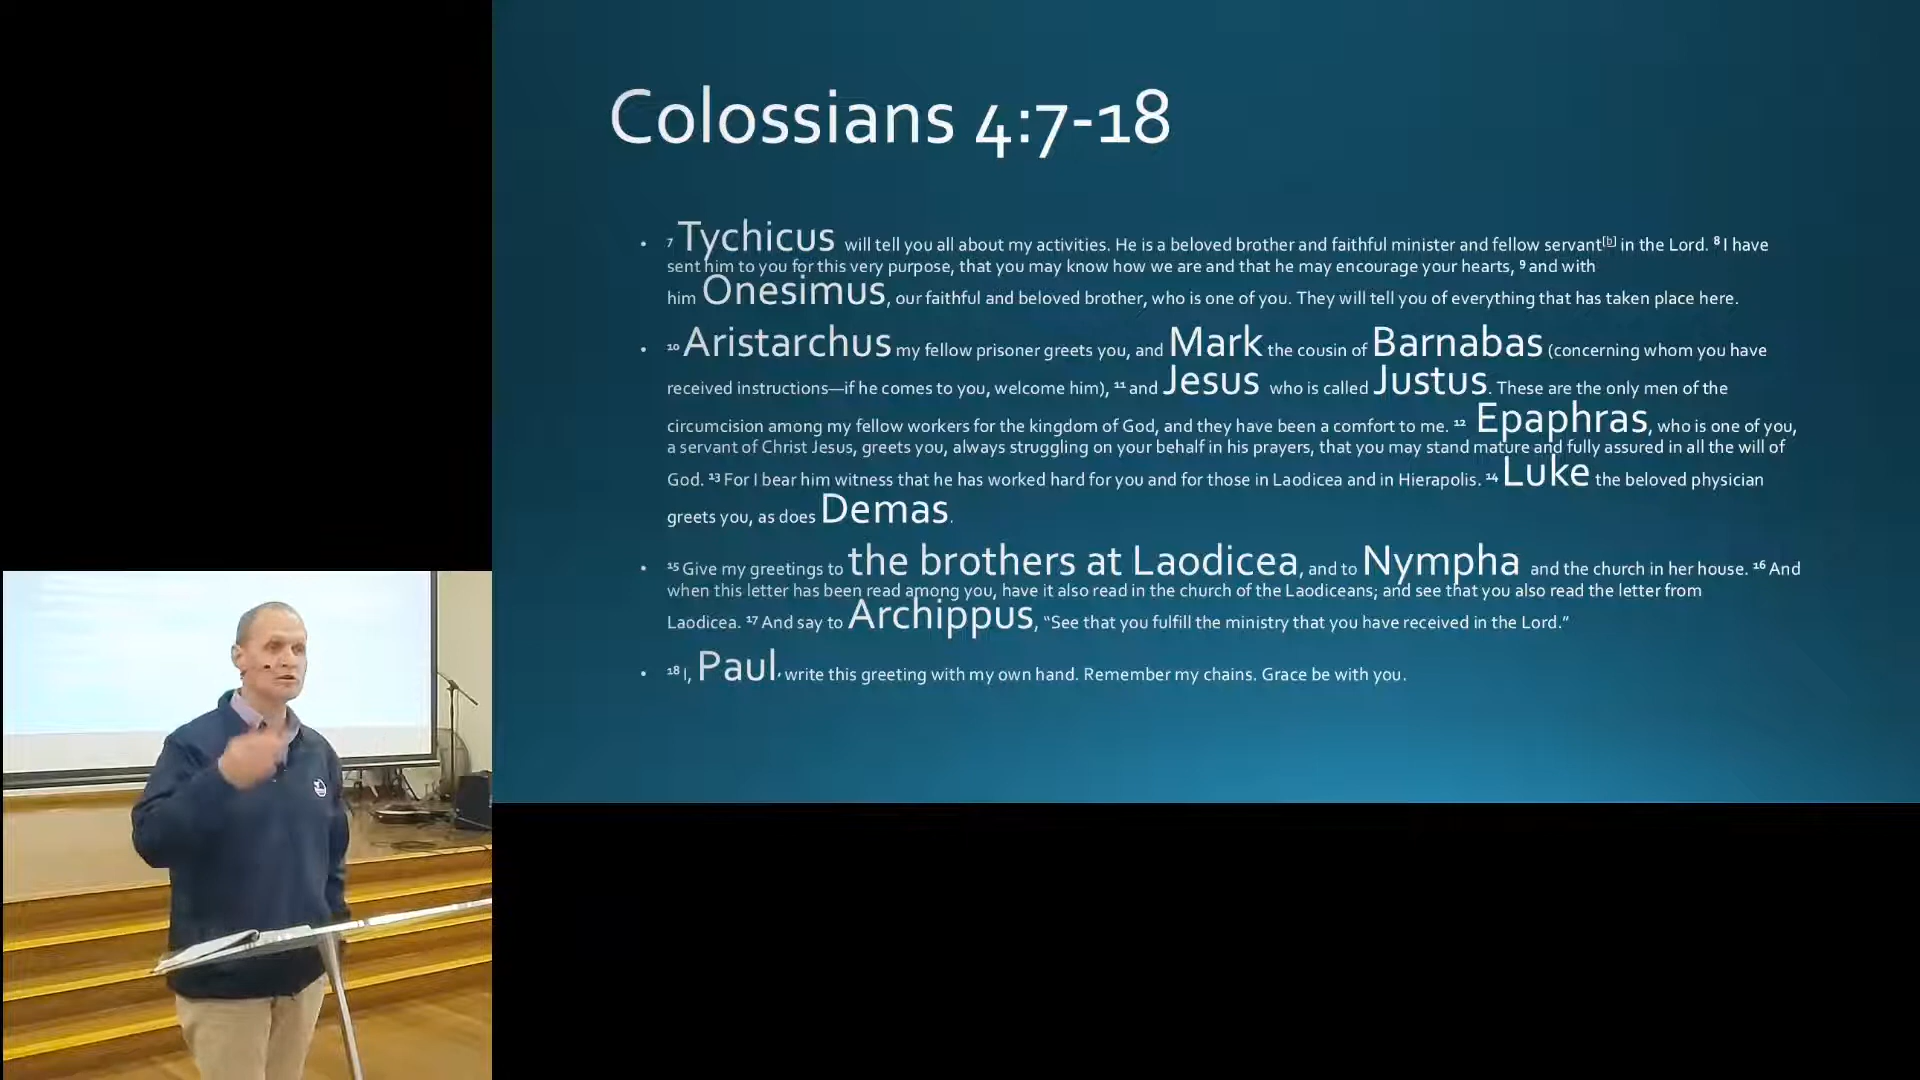 Colossians 4:7-18
• ⁷ Tychicus will tell you all about my activities. He is a beloved brother and faithful minister and fellow servant[b] in the Lord. ⁸ I have
sent him to you for this very purpose, that you may know how we are and that he may encourage your hearts, ⁹ and with
him Onesimus, our faithful and beloved brother, who is one of you. They will tell you of everything that has taken place here.
• ¹⁰ Aristarchus my fellow prisoner greets you, and Mark the cousin of Barnabas (concerning whom you have
received instructions—if he comes to you, welcome him), ¹¹ and Jesus who is called Justus. These are the only men of the
circumcision among my fellow workers for the kingdom of God, and they have been a comfort to me. ¹² Epaphras, who is one of you,
a servant of Christ Jesus, greets you, always struggling on your behalf in his prayers, that you may stand mature and fully assured in all the will of
God. ¹³ For I bear him witness that he has worked hard for you and for those in Laodicea and in Hierapolis. ¹⁴ Luke the beloved physician
greets you, as does Demas.
• ¹⁵ Give my greetings to the brothers at Laodicea, and to Nympha and the church in her house. ¹⁶ And
when this letter has been read among you, have it also read in the church of the Laodiceans; and see that you also read the letter from
Laodicea. ¹⁷ And say to Archippus, “See that you fulfill the ministry that you have received in the Lord.”
• ¹⁸ I, Paul, write this greeting with my own hand. Remember my chains. Grace be with you.